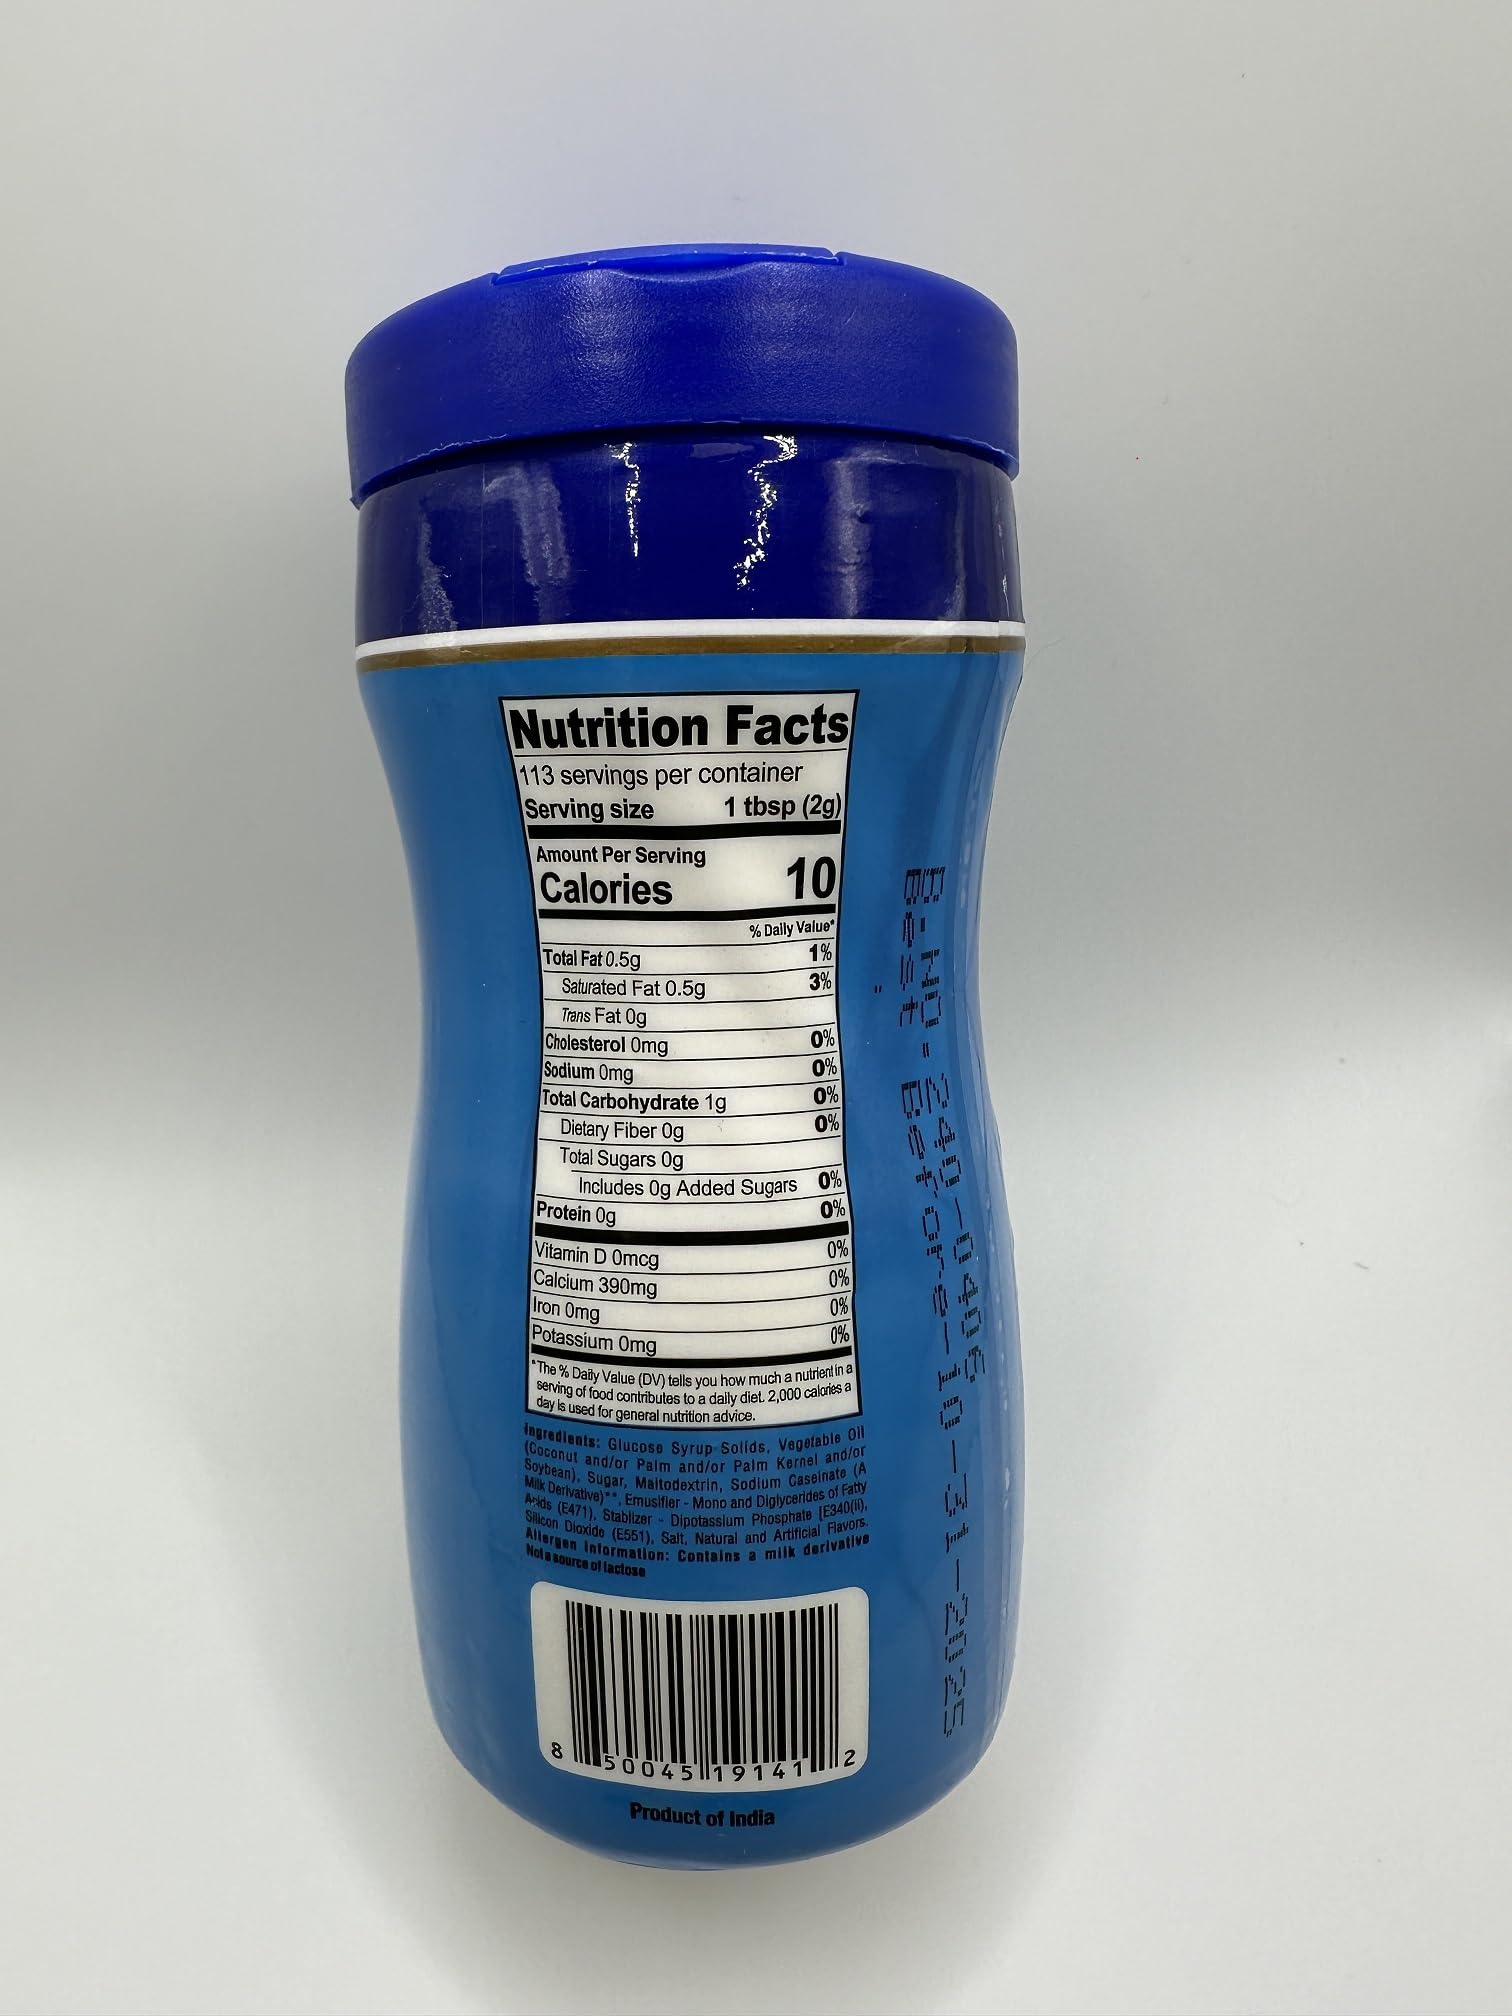 Nutrition Facts
113 servings per container
Serving size 1 tbsp (2g)
Amount Per Serving
Calories 10
% Daily Value*
Total Fat 0.5g 1%
Saturated Fat 0.5g 3%
Trans Fat 0g
Cholesterol 0mg 0%
Sodium 0mg 0%
Total Carbohydrate 1g 0%
Dietary Fiber 0g 0%
Total Sugars 0g
Includes 0g Added Sugars 0%
Protein 0g 0%
Vitamin D 0mcg 0%
Calcium 390mg 0%
Iron 0mg 0%
Potassium 0mg 0%
*The % Daily Value (DV) tells you how much a nutrient in a
serving of food contributes to a daily diet. 2,000 calories a
day is used for general nutrition advice.
Ingredients: Glucose Syrup Solids, Vegetable Oil
(Coconut and/or Palm and/or Palm Kernel and/or
Soybean), Sugar, Maltodextrin, Sodium Caseinate (A
Milk Derivative)**, Emusifier - Mono and Diglycerides of Fatty
Acids (E471), Stablizer - Dipotassium Phosphate [E340(ii),
Silicon Dioxide (E551), Salt, Natural and Artificial Flavors.
Allergen Information: Contains a milk derivative
Not a source of lactose
8 50045 19141 2
Product of India